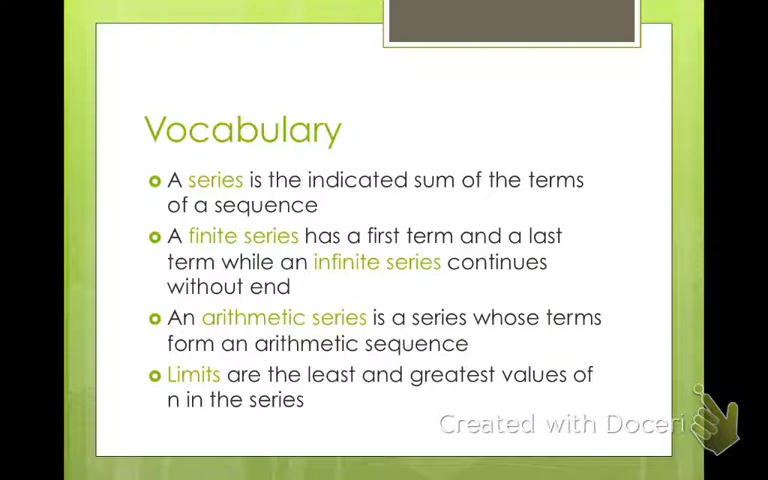 Vocabulary
A series is the indicated sum of the terms
of a sequence
A finite series has a first term and a last
term while an infinite series continues
without end
An arithmetic series is a series whose terms
form an arithmetic sequence
Limits are the least and greatest values of
n in the series
Created with Doceri